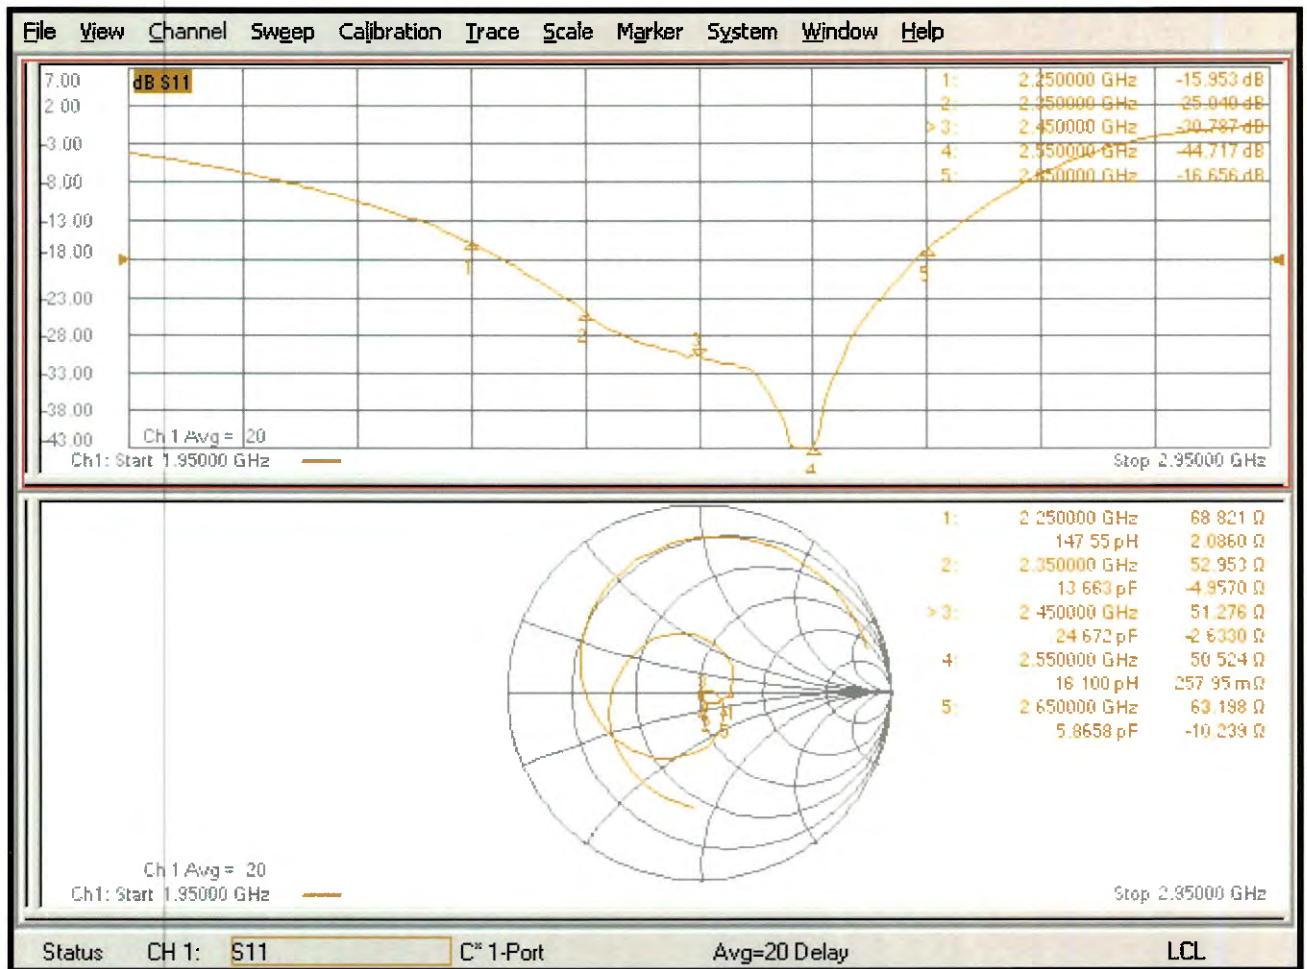 File View Channel Sweep Calibration Trace Scale Marker System Window Help
7.00
2.00
-3.00
-8.00
-13.00
-18.00
-23.00
-28.00
-33.00
-38.00
-43.00
dB S11
1: 2.250000 GHz -15.953 dB
2: 2.350000 GHz -25.040 dB
> 3: 2.450000 GHz -30.787 dB
4: 2.550000 GHz -44.717 dB
5: 2.650000 GHz -16.656 dB
1
2
3
4
5
Ch 1 Avg = 20
Ch1: Start 1.95000 GHz
Stop 2.95000 GHz
1: 2.250000 GHz 68.821 Ω
147.55 pH 2.0860 Ω
2: 2.350000 GHz 52.953 Ω
13.663 pF -4.9570 Ω
> 3: 2.450000 GHz 51.276 Ω
24.672 pF -2.6330 Ω
4: 2.550000 GHz 50.524 Ω
16.100 pH 257.95 mΩ
5: 2.650000 GHz 63.198 Ω
5.8658 pF -10.239 Ω
1
5
Ch 1 Avg = 20
Ch1: Start 1.95000 GHz
Stop 2.95000 GHz
Status CH 1: S11 C* 1-Port Avg=20 Delay LCL